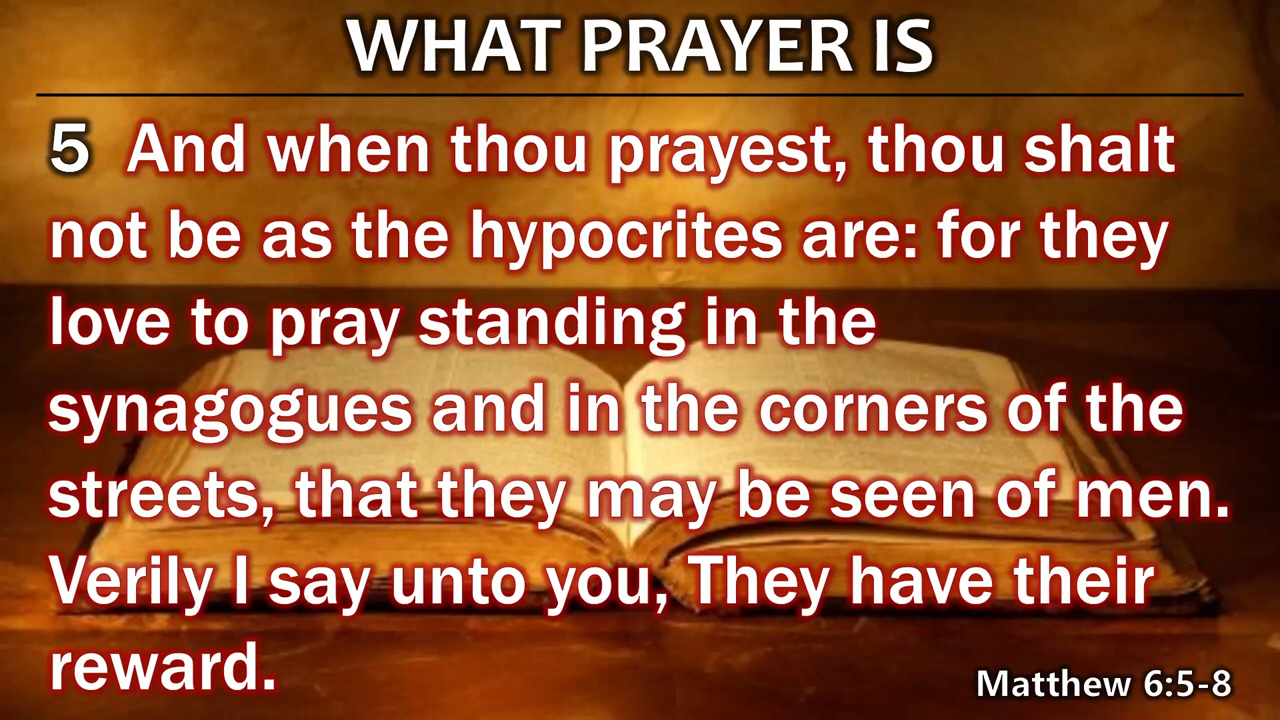 WHAT PRAYER IS
5 And when thou prayest, thou shalt
not be as the hypocrites are: for they
love to pray standing in the
synagogues and in the corners of the
streets, that they may be seen of men.
Verily I say unto you, They have their
reward.
Matthew 6:5-8